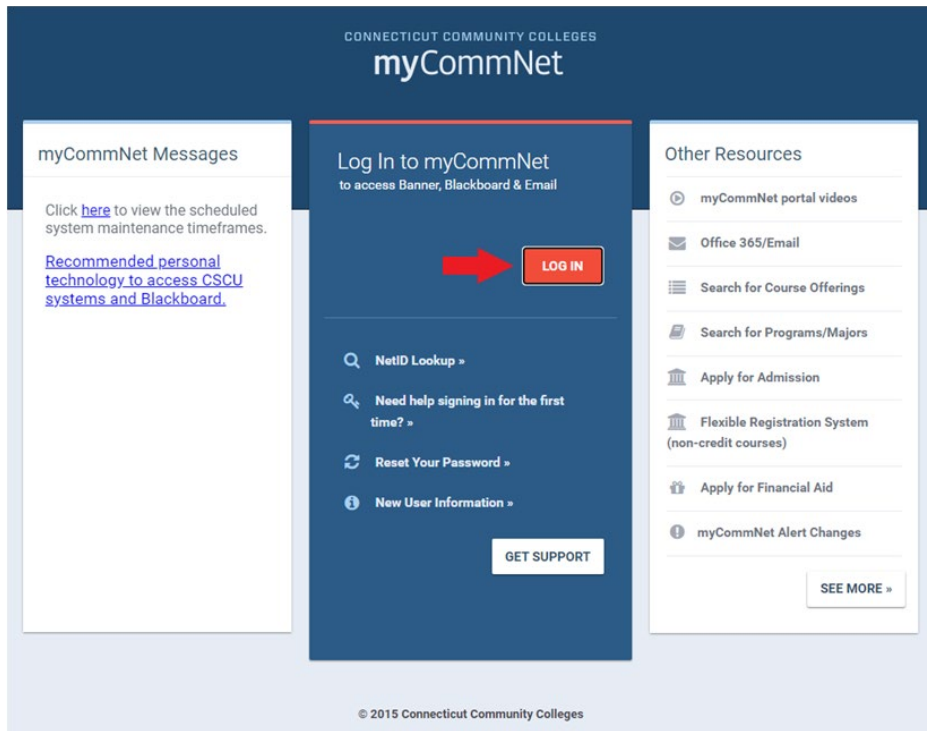 CONNECTICUT COMMUNITY COLLEGES
myCommNet
myCommNet Messages
Click here to view the scheduled
system maintenance timeframes.
Recommended personal
technology to access CSCU
systems and Blackboard.
Log In to myCommNet
to access Banner, Blackboard & Email
LOG IN
NetID Lookup »
Need help signing in for the first
time? »
Reset Your Password »
New User Information »
GET SUPPORT
Other Resources
myCommNet portal videos
Office 365/Email
Search for Course Offerings
Search for Programs/Majors
Apply for Admission
Flexible Registration System
(non-credit courses)
Apply for Financial Aid
myCommNet Alert Changes
SEE MORE »
© 2015 Connecticut Community Colleges